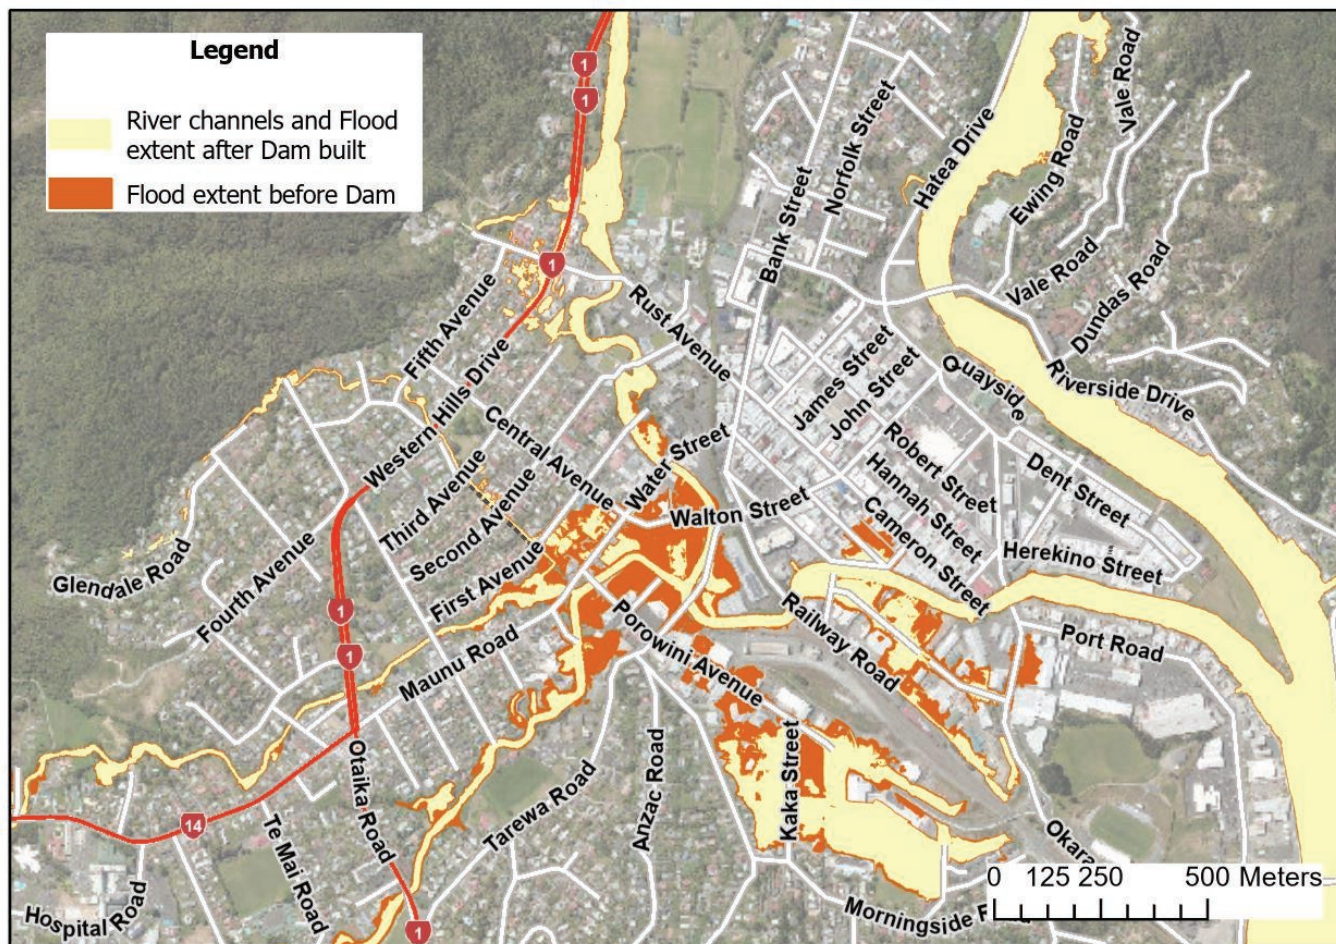 Legend
River channels and Flood
extent after Dam built
Flood extent before Dam
1
1
1
Vale Road
Ewing Road
Hatea Drive
Norfolk Street
Bank Street
Vale Road
Dundas Road
Rust Avenue
Fifth Avenue
Western Hills Drive
Quayside
Riverside Drive
James Street
John Street
Central Avenue
Water Street
Robert Street
Dent Street
Third Avenue
Second Avenue
Walton Street
Hannah Street
Cameron Street
Herekino Street
Glendale Road
Fourth Avenue
First Avenue
1
1
Maunu Road
Porowini Avenue
Railway Road
Port Road
Otaika Road
Tarewa Road
Anzac Road
Kaka Street
14
Te Mai Road
Hospital Road
1
Okara
Morningside
0 125 250 500 Meters